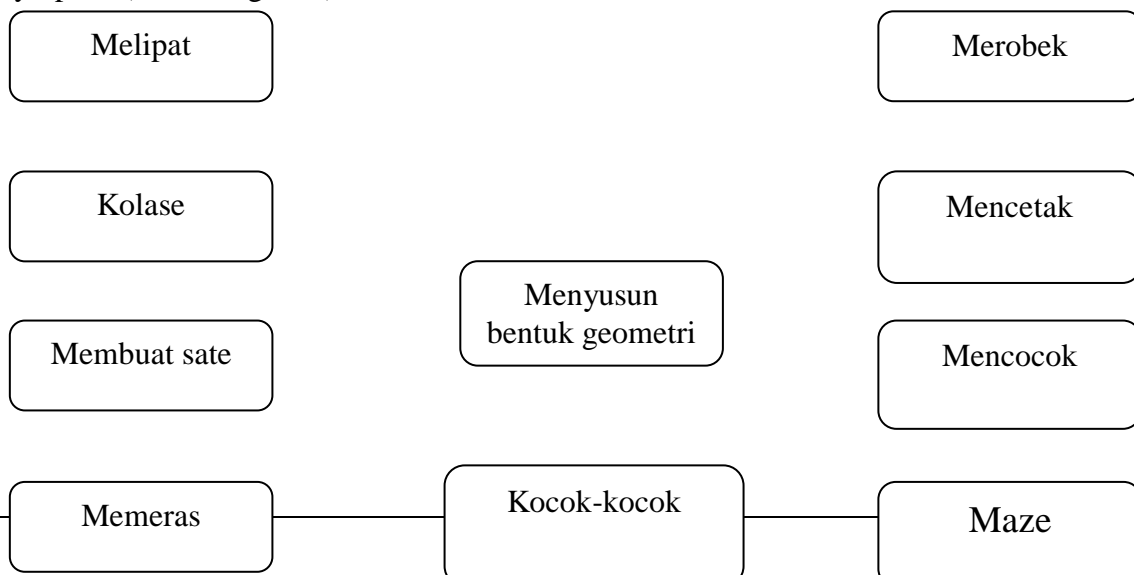 Melipat
Merobek
Kolase
Mencetak
Menyusun
bentuk geometri
Membuat sate
Mencocok
Memeras
Kocok-kocok
Maze